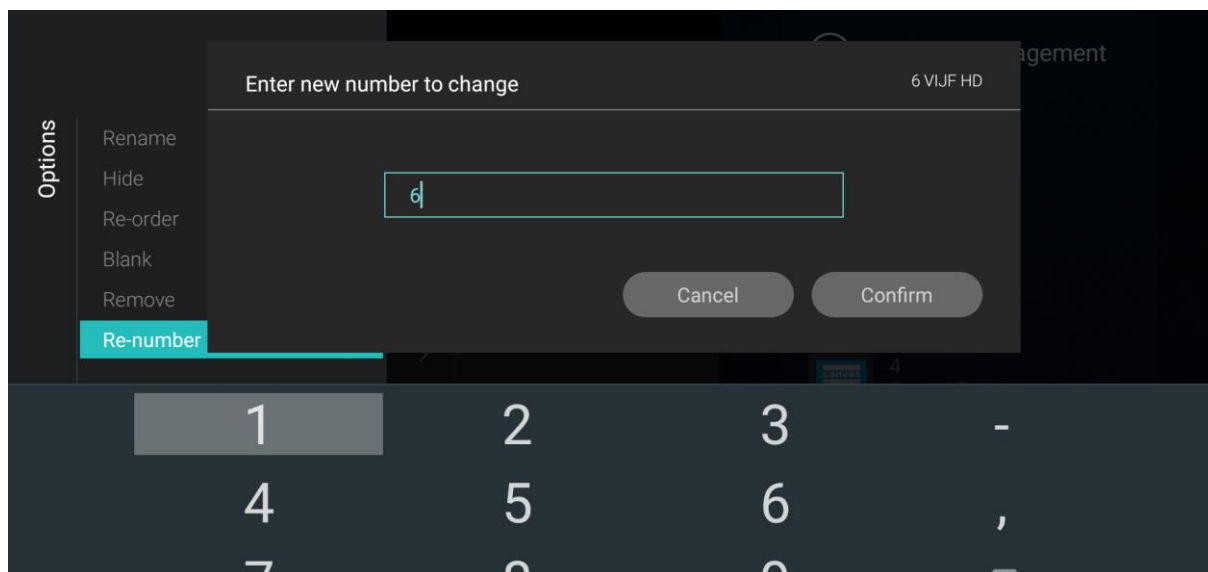 agement
Enter new number to change
6 VIJF HD
Options
Rename
Hide
Re-order
Blank
Remove
Re-number
6
Cancel
Confirm
4
canvas
1 2 3 -
4 5 6 ,